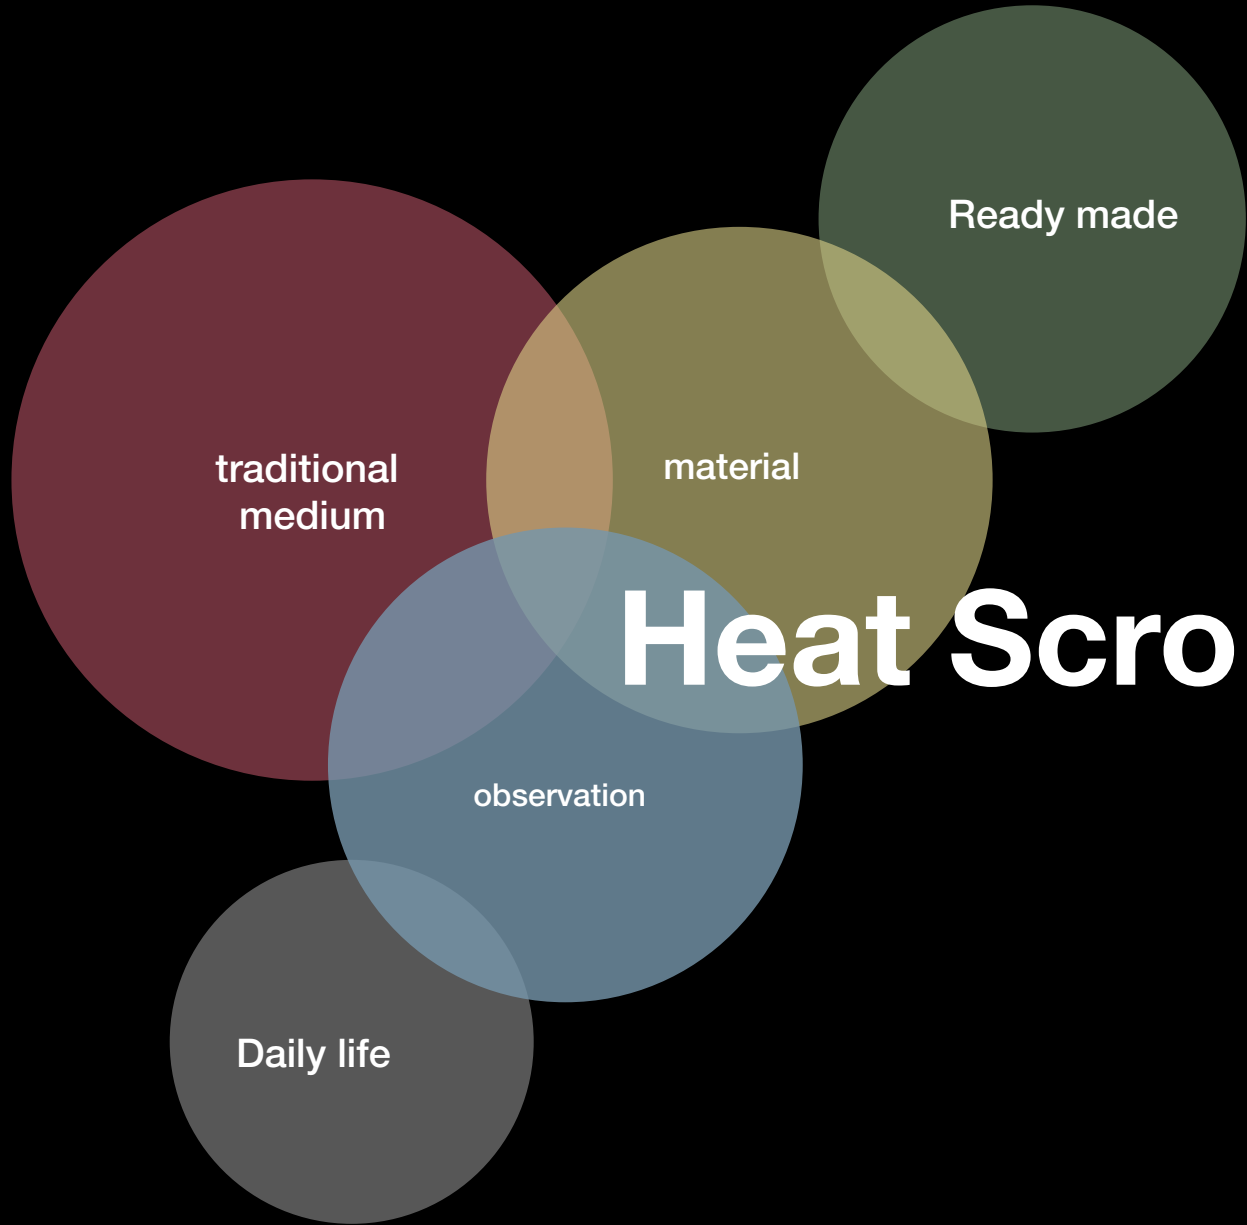 Ready made
traditional
medium
material
Heat Scro
observation
Daily life